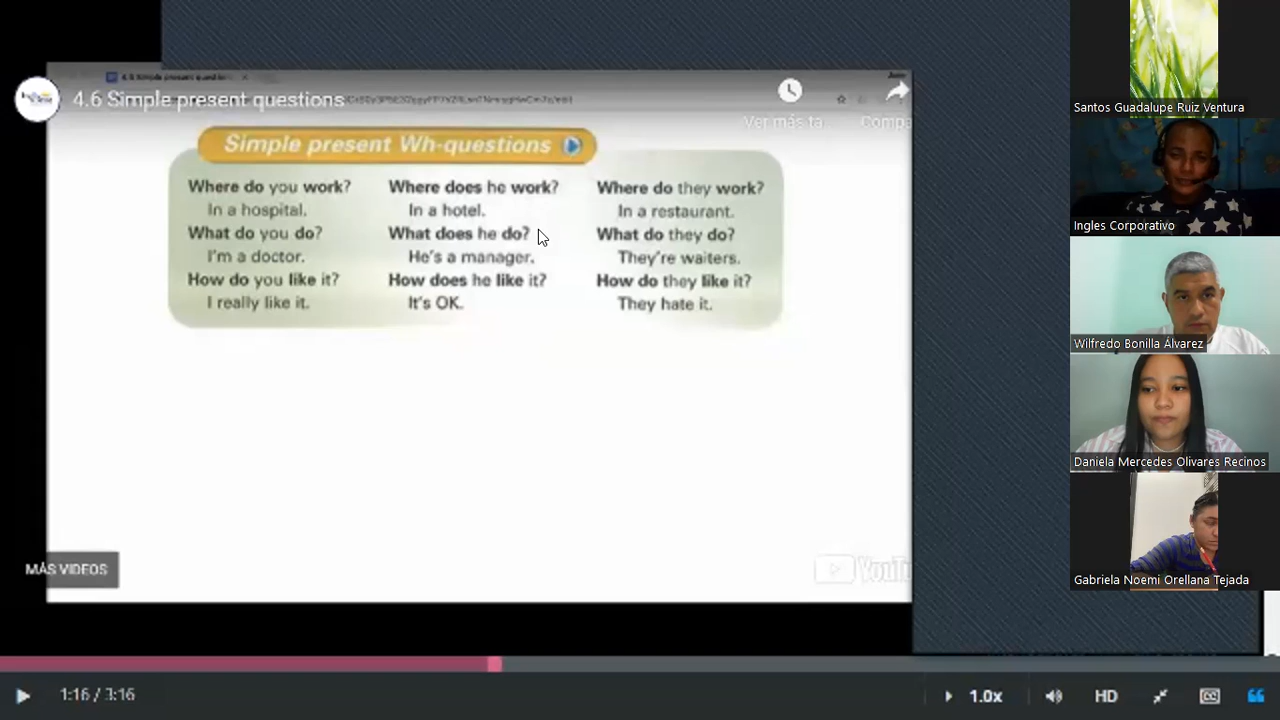 4.6 Simple present questions
Ver más ta...
Compa
Simple present Wh-questions
Where do you work?
In a hospital.
What do you do?
I'm a doctor.
How do you like it?
I really like it.
Where does he work?
In a hotel.
What does he do?
He's a manager.
How does he like it?
It's OK.
Where do they work?
In a restaurant.
What do they do?
They're waiters.
How do they like it?
They hate it.
MÁS VIDEOS
YouTu
1:16 / 3:16
1.0x
HD
CC
Santos Guadalupe Ruiz Ventura
Ingles Corporativo
Wilfredo Bonilla Álvarez
Daniela Mercedes Olivares Recinos
Gabriela Noemi Orellana Tejada